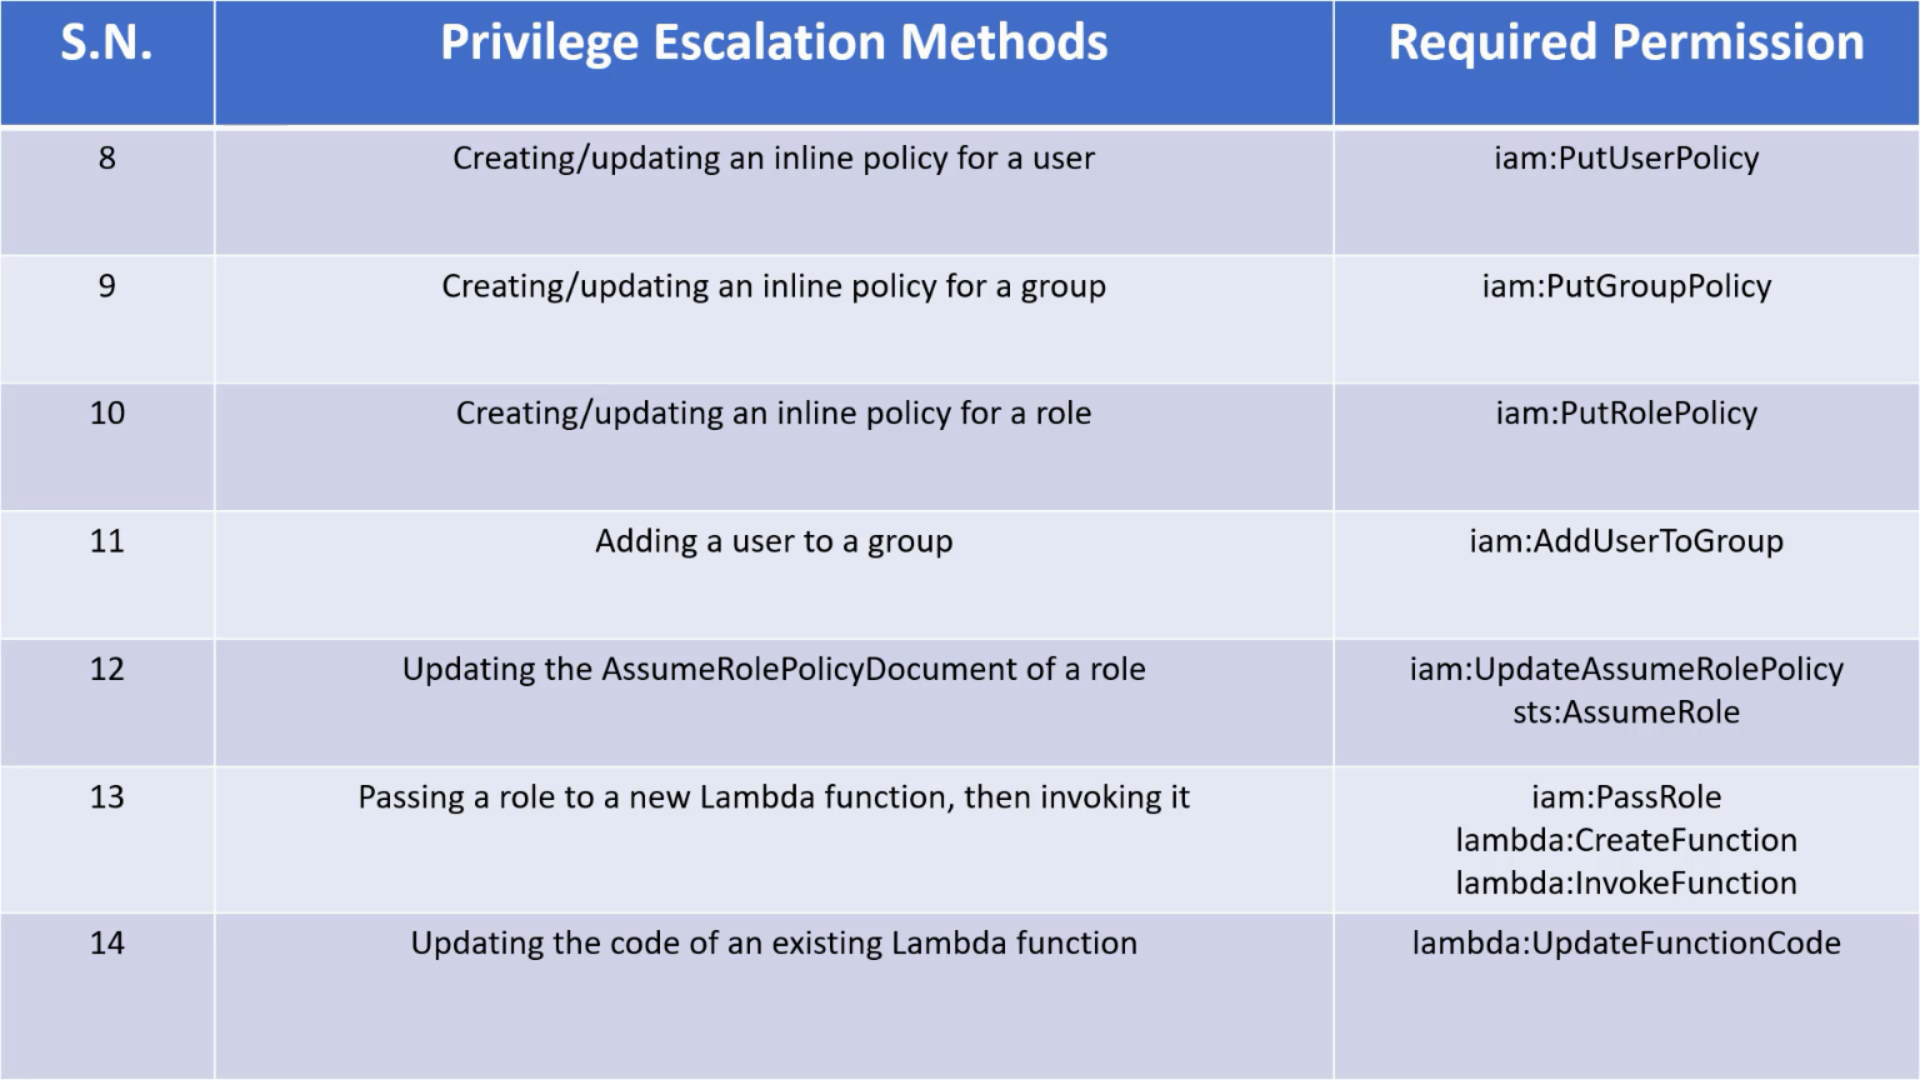 S.N. Privilege Escalation Methods Required Permission
8 Creating/updating an inline policy for a user iam:PutUserPolicy
9 Creating/updating an inline policy for a group iam:PutGroupPolicy
10 Creating/updating an inline policy for a role iam:PutRolePolicy
11 Adding a user to a group iam:AddUserToGroup
12 Updating the AssumeRolePolicyDocument of a role iam:UpdateAssumeRolePolicy
sts:AssumeRole
13 Passing a role to a new Lambda function, then invoking it iam:PassRole
lambda:CreateFunction
lambda:InvokeFunction
14 Updating the code of an existing Lambda function lambda:UpdateFunctionCode